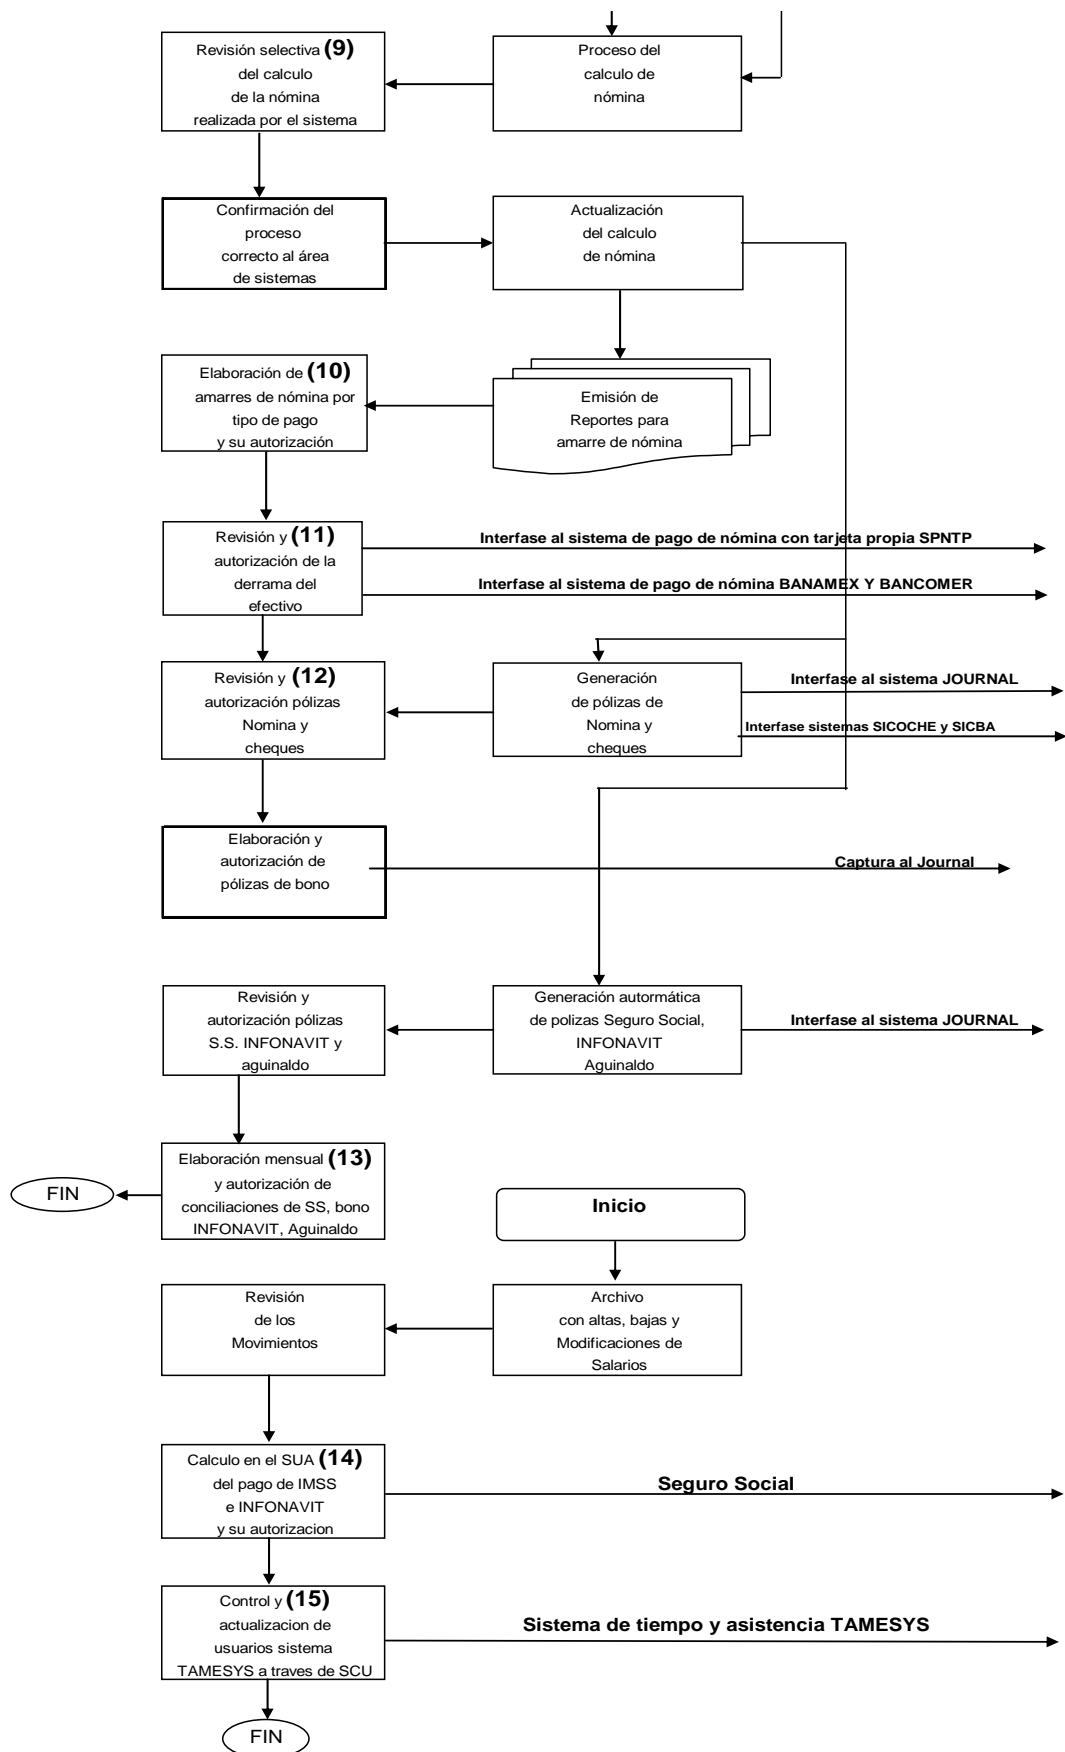 Revisión selectiva (9)
del calculo
de la nómina
realizada por el sistema
Proceso del
calculo de
nómina
Confirmación del
proceso
correcto al área
de sistemas
Actualización
del calculo
de nómina
Elaboración de (10)
amarres de nómina por
tipo de pago
y su autorización
Emisión de
Reportes para
amarre de nómina
Revisión y (11)
autorización de la
derrama del
efectivo
Interfase al sistema de pago de nómina con tarjeta propia SPNTP
Interfase al sistema de pago de nómina BANAMEX Y BANCOMER
Revisión y (12)
autorización pólizas
Nomina y
cheques
Generación
de pólizas de
Nomina y
cheques
Interfase al sistema JOURNAL
Interfase sistemas SICOCHE y SICBA
Elaboración y
autorización de
pólizas de bono
Captura al Journal
Revisión y
autorización pólizas
S.S. INFONAVIT y
aguinaldo
Generación autormática
de polizas Seguro Social,
INFONAVIT
Aguinaldo
Interfase al sistema JOURNAL
Elaboración mensual (13)
y autorización de
conciliaciones de SS, bono
INFONAVIT, Aguinaldo
FIN
Inicio
Revisión
de los
Movimientos
Archivo
con altas, bajas y
Modificaciones de
Salarios
Calculo en el SUA (14)
del pago de IMSS
e INFONAVIT
y su autorizacion
Seguro Social
Control y (15)
actualizacion de
usuarios sistema
TAMESYS a traves de SCU
Sistema de tiempo y asistencia TAMESYS
FIN